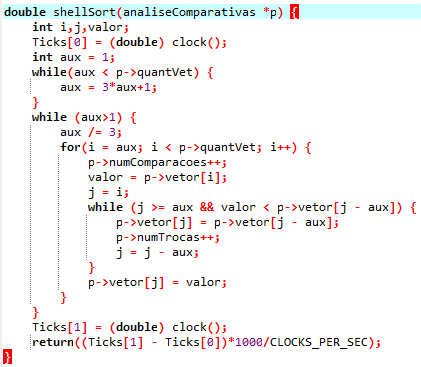 double shellSort(analiseComparativas *p) {
    int i,j,valor;
    Ticks[0] = (double) clock();
    int aux = 1;
    while(aux < p->quantVet) {
        aux = 3*aux+1;
    }
    while (aux>1) {
        aux /= 3;
        for(i = aux; i < p->quantVet; i++) {
            p->numComparacoes++;
            valor = p->vetor[i];
            j = i;
            while (j >= aux && valor < p->vetor[j - aux]) {
                p->vetor[j] = p->vetor[j - aux];
                p->numTrocas++;
                j = j - aux;
            }
            p->vetor[j] = valor;
        }
    }
    Ticks[1] = (double) clock();
    return((Ticks[1] - Ticks[0])*1000/CLOCKS_PER_SEC);
}